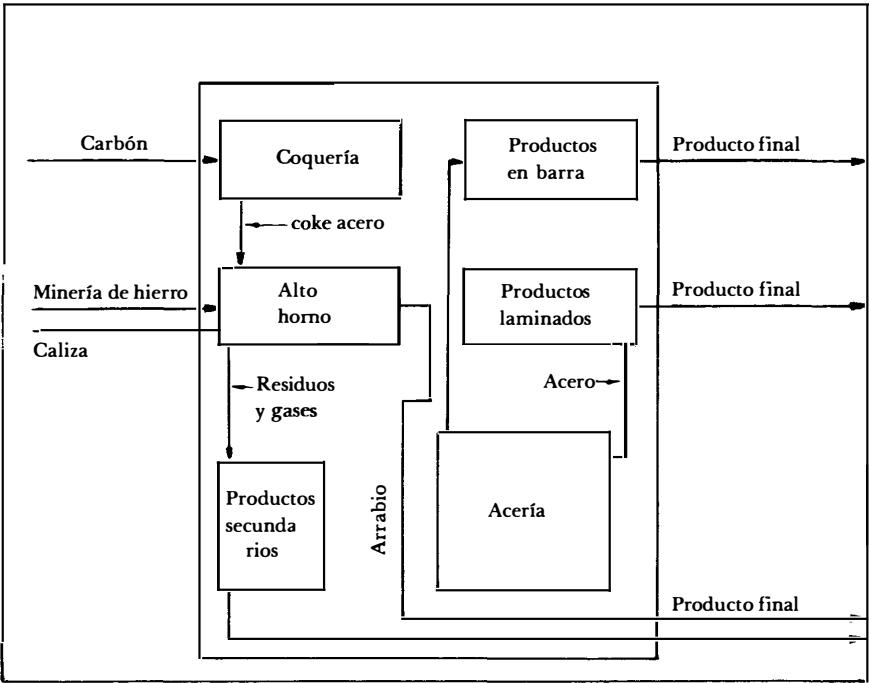 Carbón
Coquería
Productos
en barra
Producto final
coke acero
Minería de hierro
Caliza
Alto
horno
Productos
laminados
Producto final
Residuos
y gases
Acero
Productos
secunda
rios
Arrabio
Acería
Producto final